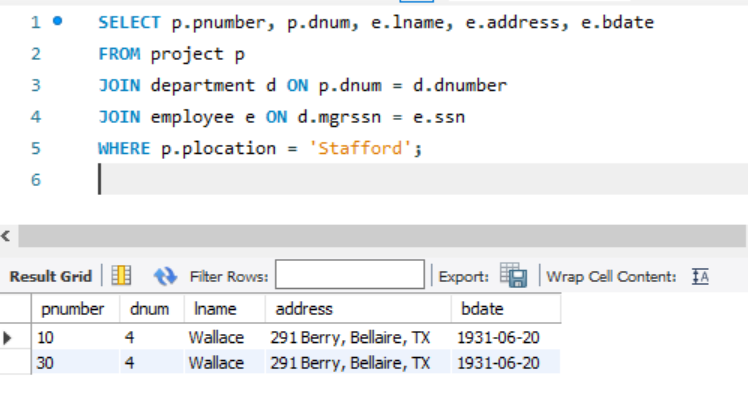 1 SELECT p.pnumber, p.dnum, e.lname, e.address, e.bdate
2 FROM project p
3 JOIN department d ON p.dnum = d.dnumber
4 JOIN employee e ON d.mgrssn = e.ssn
5 WHERE p.plocation = 'Stafford';
6
Result Grid Filter Rows: Export: Wrap Cell Content: IA
pnumber dnum lname address bdate
10 4 Wallace 291 Berry, Bellaire, TX 1931-06-20
30 4 Wallace 291 Berry, Bellaire, TX 1931-06-20